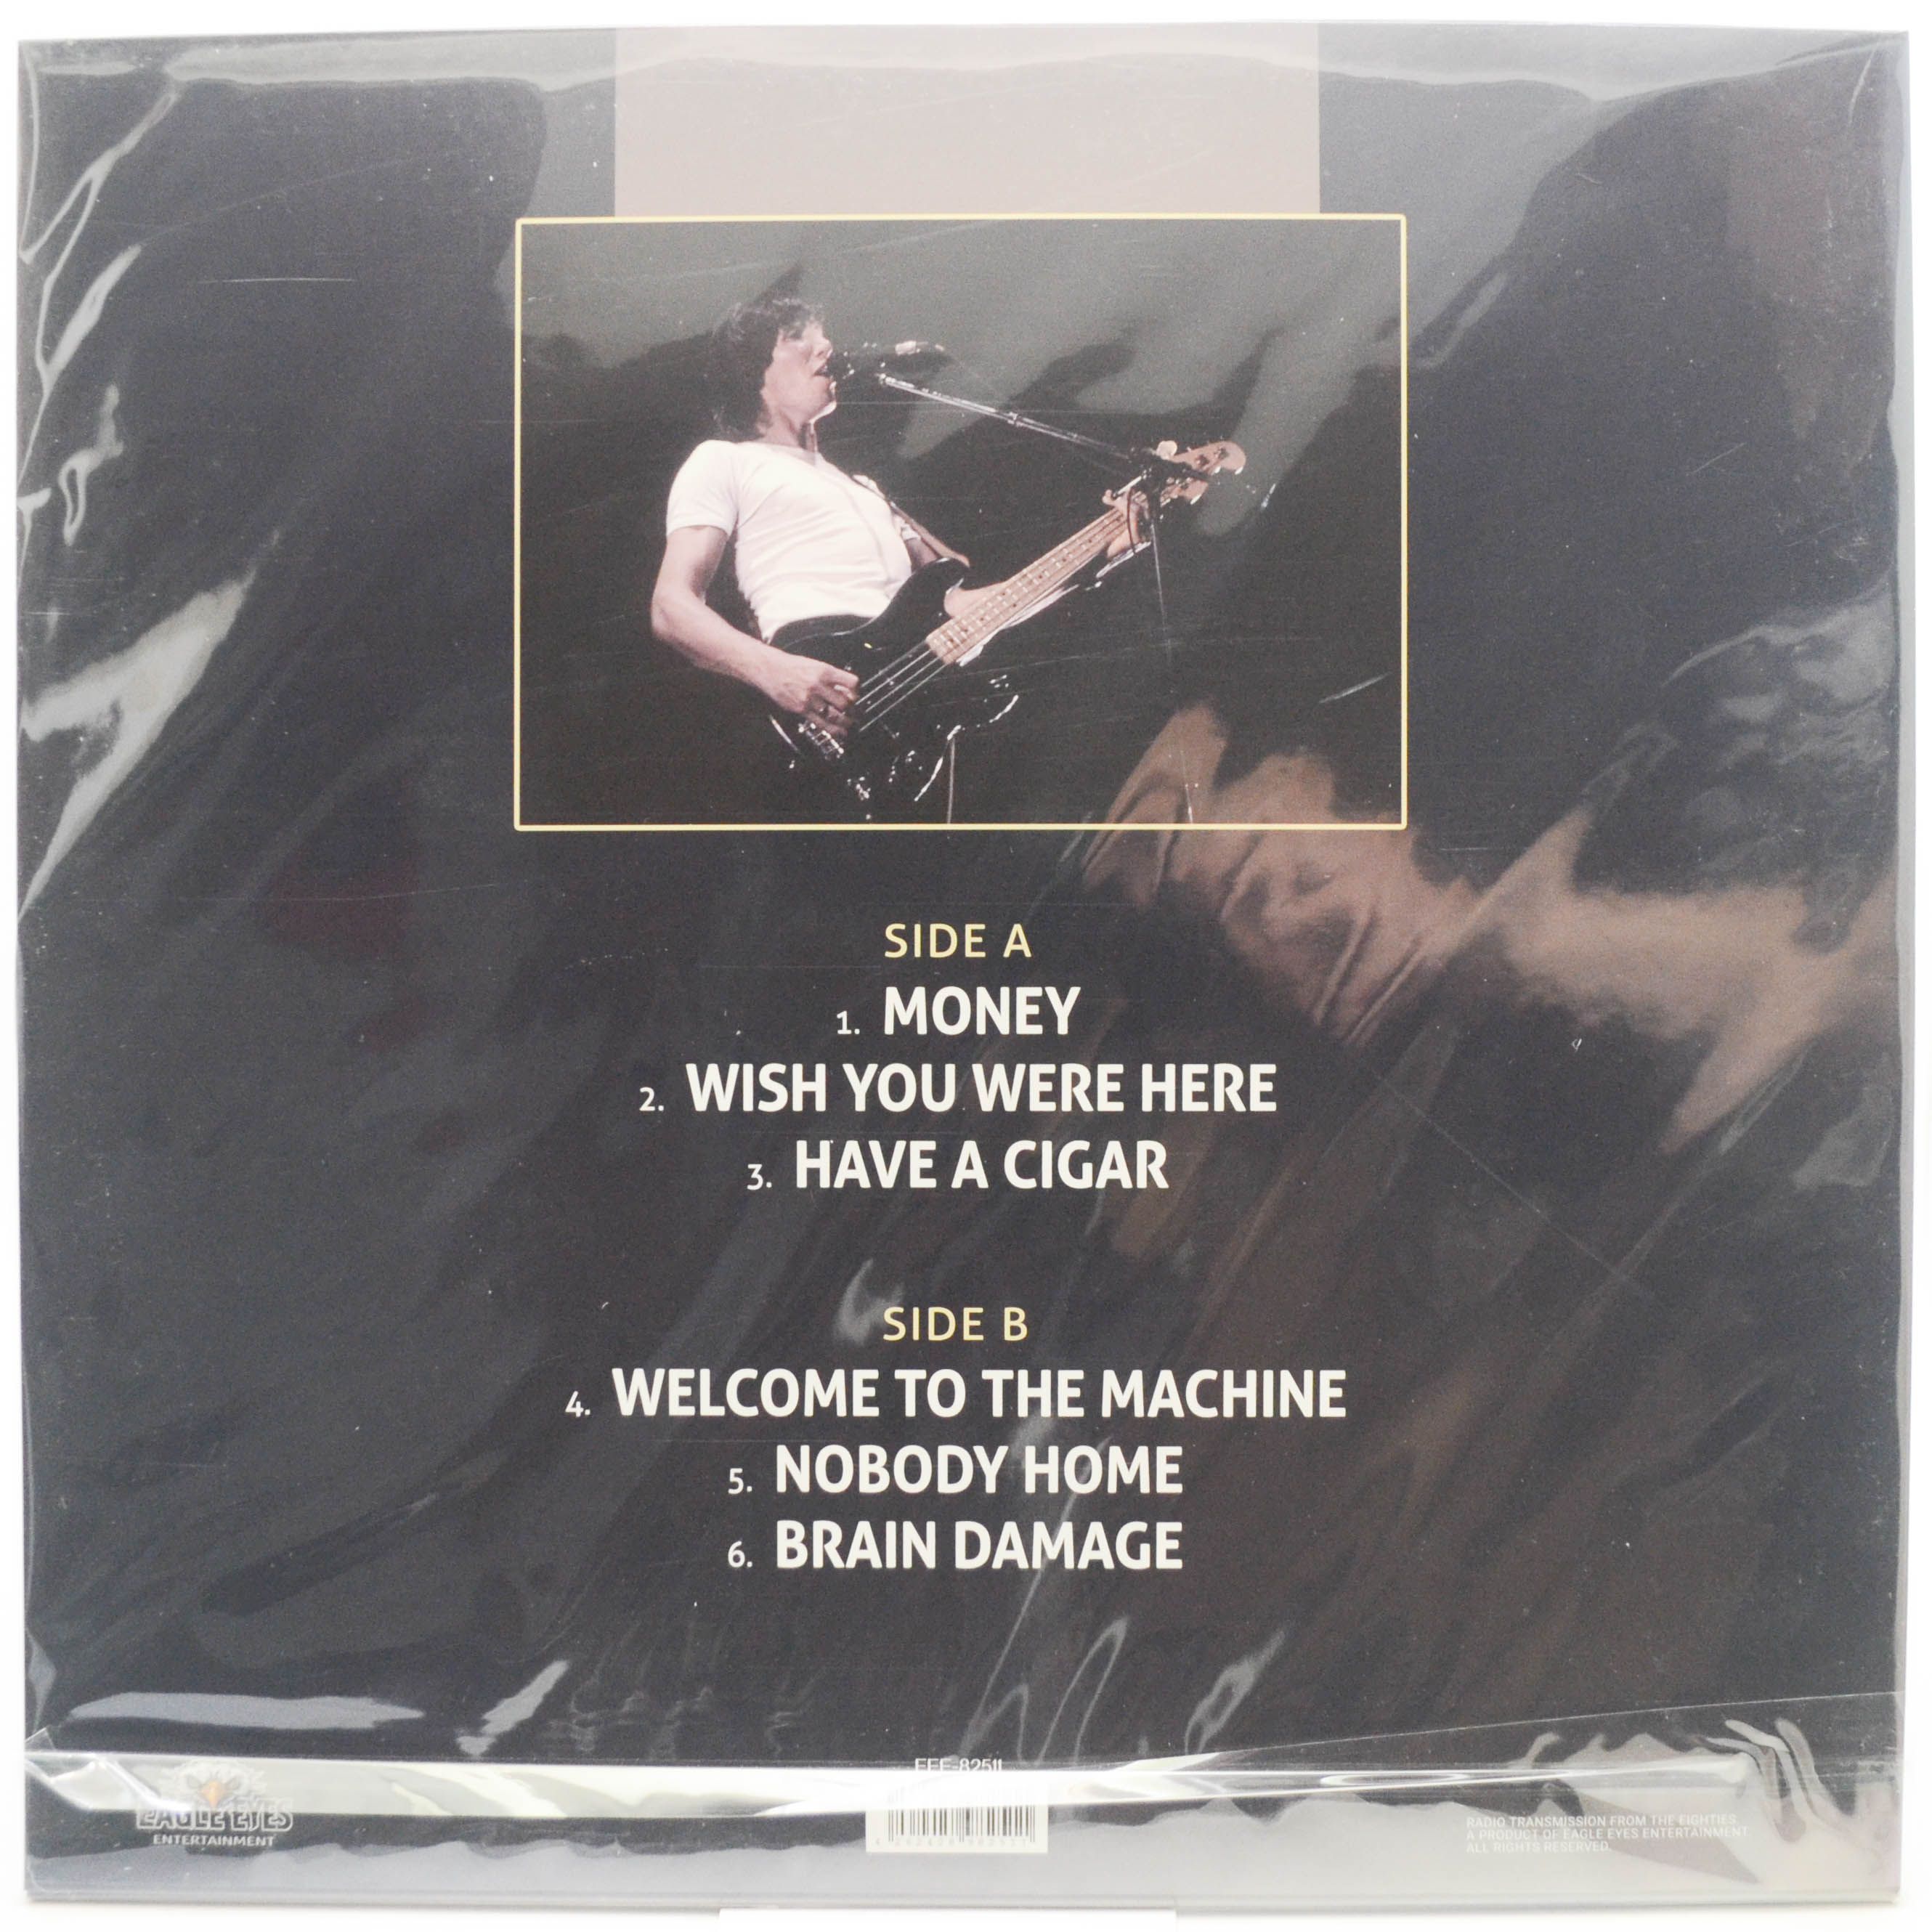 SIDE A
1. MONEY
2. WISH YOU WERE HERE
3. HAVE A CIGAR
SIDE B
4. WELCOME TO THE MACHINE
5. NOBODY HOME
6. BRAIN DAMAGE
EAGLE EYES
ENTERTAINMENT
RADIO TRANSMISSION FROM THE EIGHTIES
A PRODUCT OF EAGLE EYES ENTERTAINMENT.
ALL RIGHTS RESERVED.